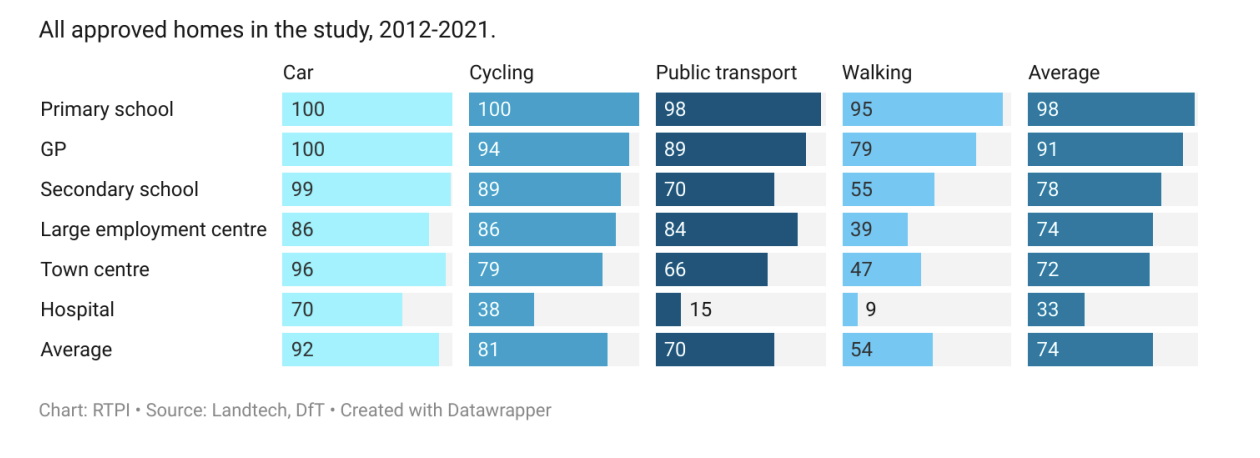 All approved homes in the study, 2012-2021.
Car Cycling Public transport Walking Average
Primary school 100 100 98 95 98
GP 100 94 89 79 91
Secondary school 99 89 70 55 78
Large employment centre 86 86 84 39 74
Town centre 96 79 66 47 72
Hospital 70 38 15 9 33
Average 92 81 70 54 74
Chart: RTPI • Source: Landtech, DfT • Created with Datawrapper